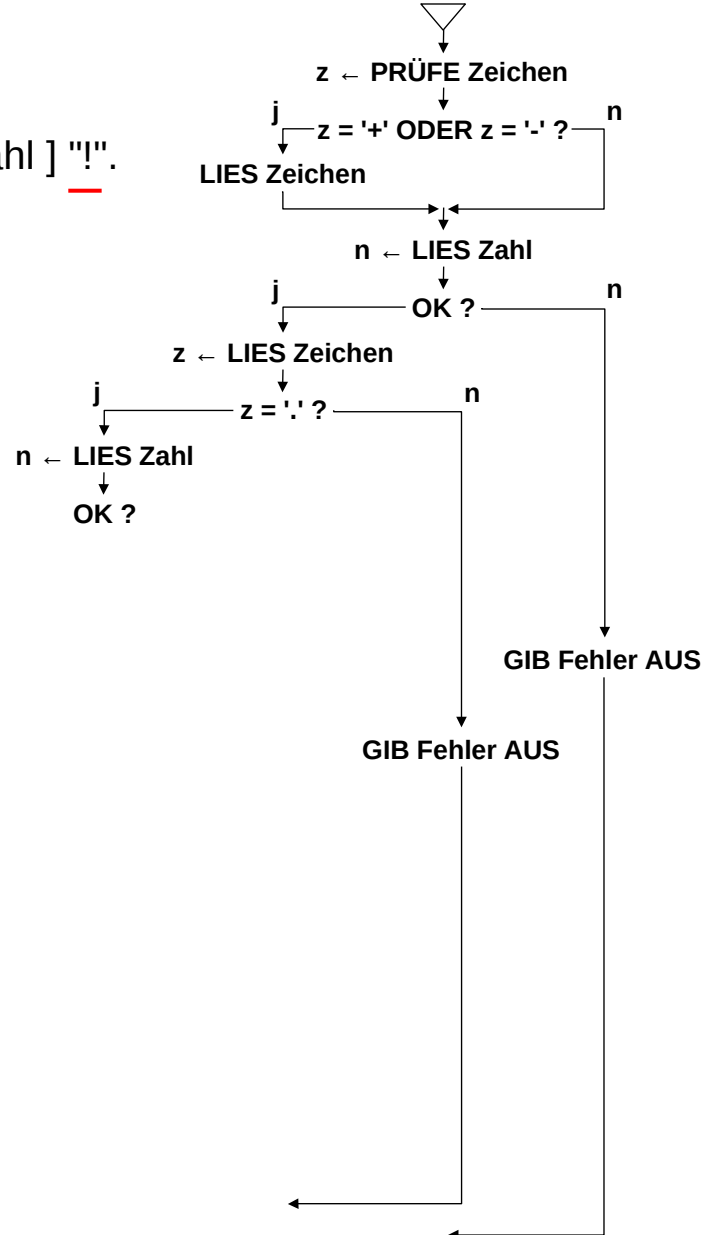 z ← PRÜFE Zeichen
j
n
z = '+' ODER z = '-' ?
ahl ] "!".
LIES Zeichen
n ← LIES Zahl
j
n
OK ?
z ← LIES Zeichen
j
n
z = '.' ?
n ← LIES Zahl
OK ?
GIB Fehler AUS
GIB Fehler AUS